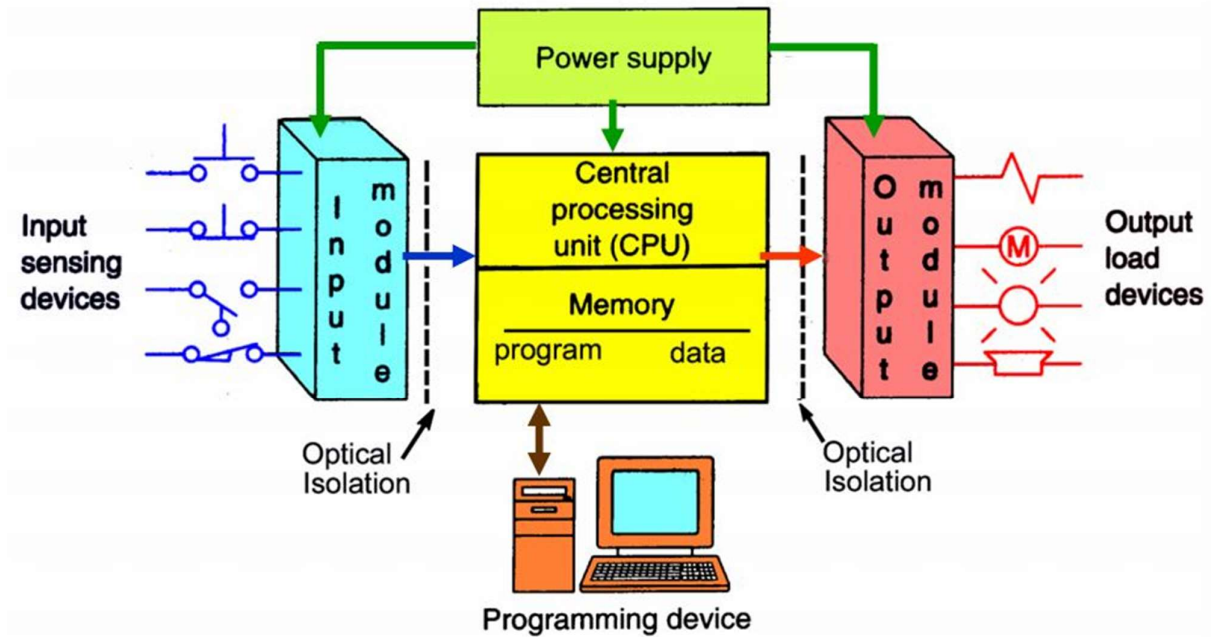 Power supply
Input
sensing
devices
Input
module
Central
processing
unit (CPU)
Memory
program data
Output
module
M
Output
load
devices
Optical
Isolation
Optical
Isolation
Programming device